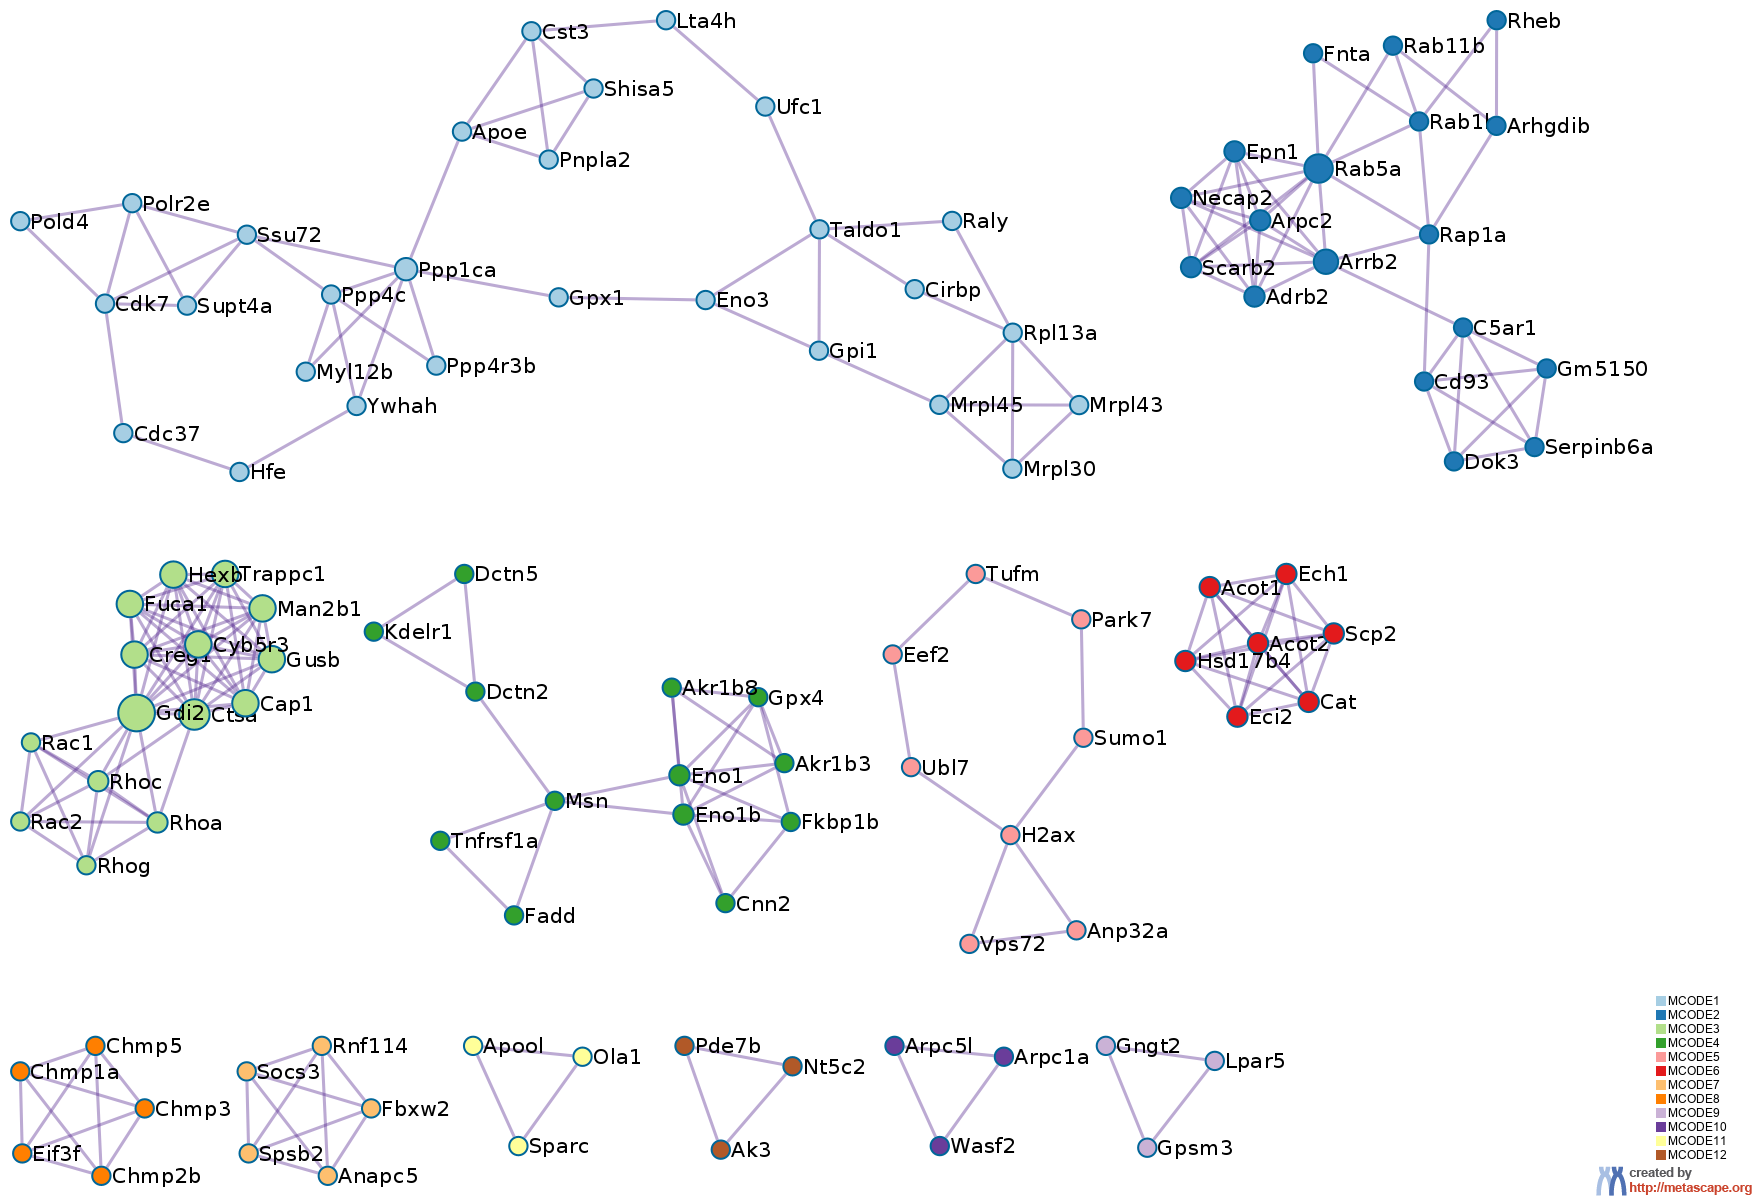 Cst3
Lta4h
Shisa5
Ufc1
Apoe
Pnpla2
Pold4
Polr2e
Ssu72
Taldo1
Raly
Ppp1ca
Cdk7
Supt4a
Ppp4c
Gpx1
Eno3
Cirbp
Rpl13a
Gpi1
Myl12b
Ppp4r3b
Ywhah
Mrpl45
Mrpl43
Cdc37
Hfe
Mrpl30
Rheb
Fnta
Rab11b
Arhgdib
Epn1
Rab5a
Necap2
Arpc2
Rap1a
Scarb2
Arrb2
Adrb2
C5ar1
Gm5150
Cd93
Serpinb6a
Dok3
Hexb
Trappc1
Fuca1
Man2b1
Cyb5r3
Creg1
Gusb
Gdi2
Ctsa
Cap1
Rac1
Rhoc
Rac2
Rhoa
Rhog
Dctn5
Kdelr1
Dctn2
Akr1b8
Gpx4
Eno1
Akr1b3
Msn
Eno1b
Fkbp1b
Tnfrsf1a
Fadd
Cnn2
Tufm
Park7
Eef2
Sumo1
Ubl7
H2ax
Anp32a
Vps72
Ech1
Acot1
Scp2
Acot2
Hsd17b4
Cat
Eci2
Chmp5
Chmp1a
Chmp3
Eif3f
Chmp2b
Rnf114
Socs3
Fbxw2
Spsb2
Anapc5
Apool
Ola1
Sparc
Pde7b
Nt5c2
Ak3
Arpc5l
Arpc1a
Wasf2
Gngt2
Lpar5
Gpsm3
MCODE1
MCODE2
MCODE3
MCODE4
MCODE5
MCODE6
MCODE7
MCODE8
MCODE9
MCODE10
MCODE11
MCODE12
created by
http://metascape.org